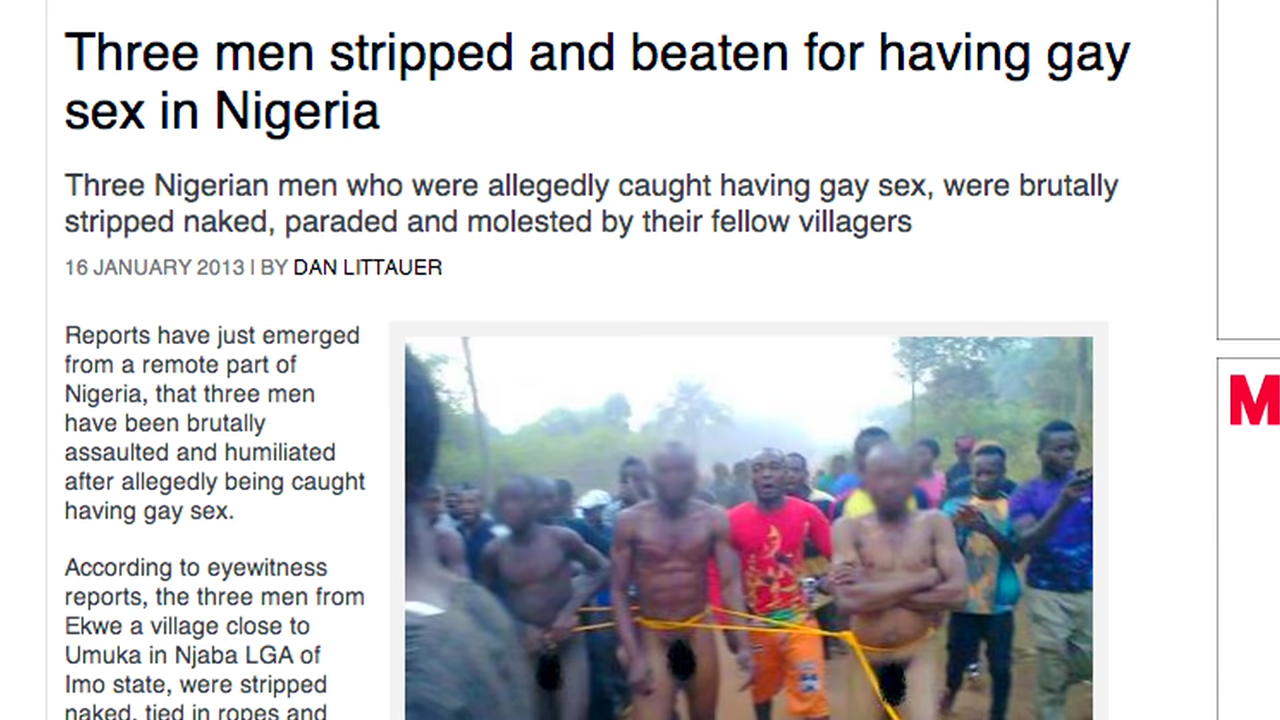 Three men stripped and beaten for having gay
sex in Nigeria
Three Nigerian men who were allegedly caught having gay sex, were brutally
stripped naked, paraded and molested by their fellow villagers
16 JANUARY 2013 | BY DAN LITTAUER
Reports have just emerged
from a remote part of
Nigeria, that three men
have been brutally
assaulted and humiliated
after allegedly being caught
having gay sex.
According to eyewitness
reports, the three men from
Ekwe a village close to
Umuka in Njaba LGA of
Imo state, were stripped
naked, tied in ropes and
M